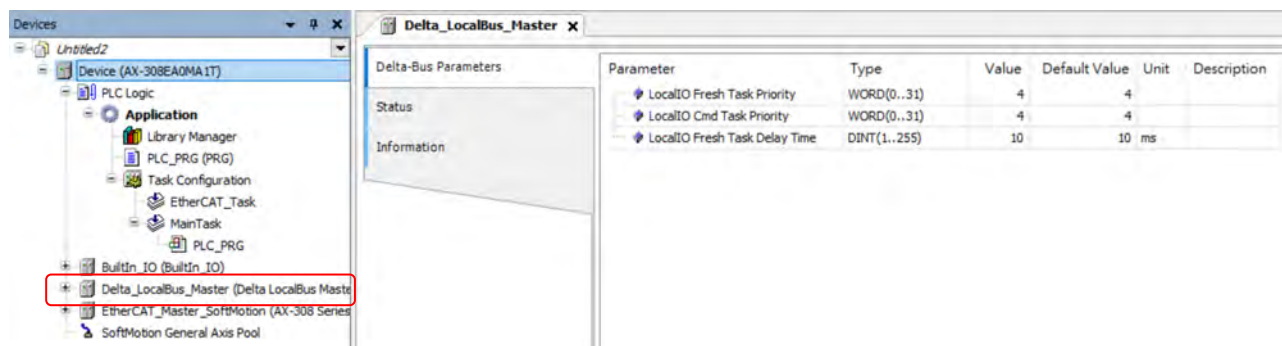 Devices
Untitled2
Device (AX-308EA0MA1T)
PLC Logic
Application
Library Manager
PLC_PRG (PRG)
Task Configuration
EtherCAT_Task
MainTask
PLC_PRG
BuiltIn_IO (BuiltIn_IO)
Delta_LocalBus_Master (Delta LocalBus Maste
EtherCAT_Master_SoftMotion (AX-308 Series
SoftMotion General Axis Pool
Delta_LocalBus_Master X
Delta-Bus Parameters
Status
Information
Parameter Type Value Default Value Unit Description
LocalIO Fresh Task Priority WORD(0..31) 4 4
LocalIO Cmd Task Priority WORD(0..31) 4 4
LocalIO Fresh Task Delay Time DINT(1..255) 10 10 ms